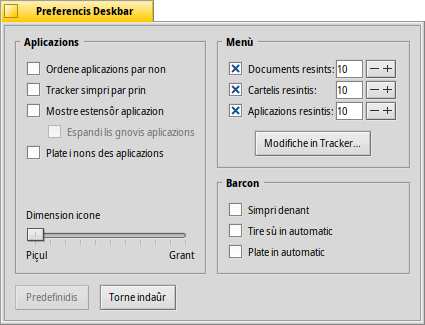 Preferencis Deskbar
Aplicazions
Ordene aplicazions par non
Tracker simpri par prin
Mostre estensôr aplicazion
Espandi lis gnovis aplicazions
Plate i nons des aplicazions
Dimension icone
Piçul Grant
Menù
Documents resints: 10
Cartelis resintis: 10
Aplicazions resintis: 10
Modifiche in Tracker...
Barcon
Simpri denant
Tire sù in automatic
Plate in automatic
Predefinidis Torne indaûr